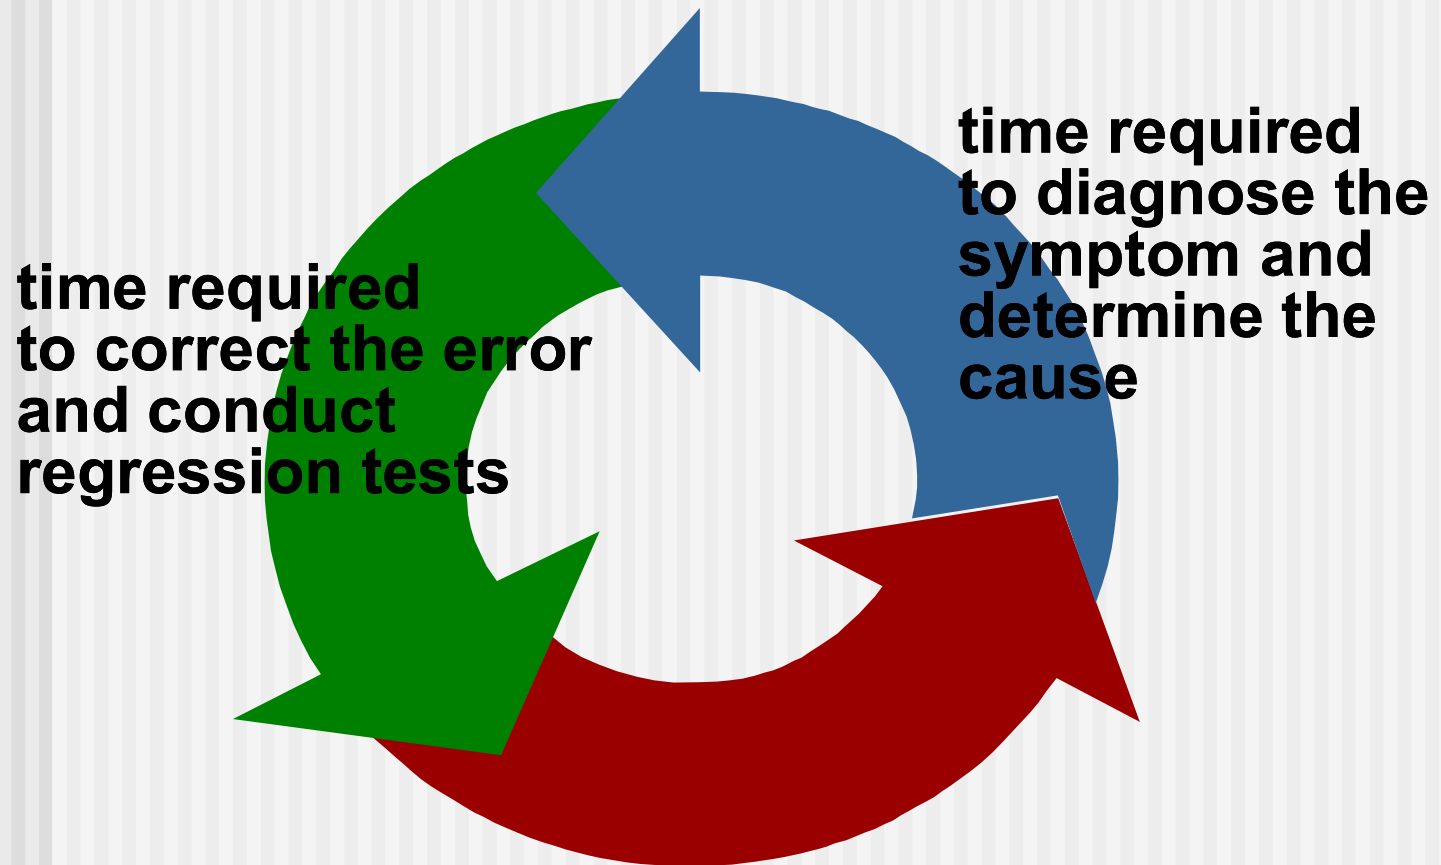 time required
to correct the error
and conduct
regression tests
time required
to diagnose the
symptom and
determine the
cause